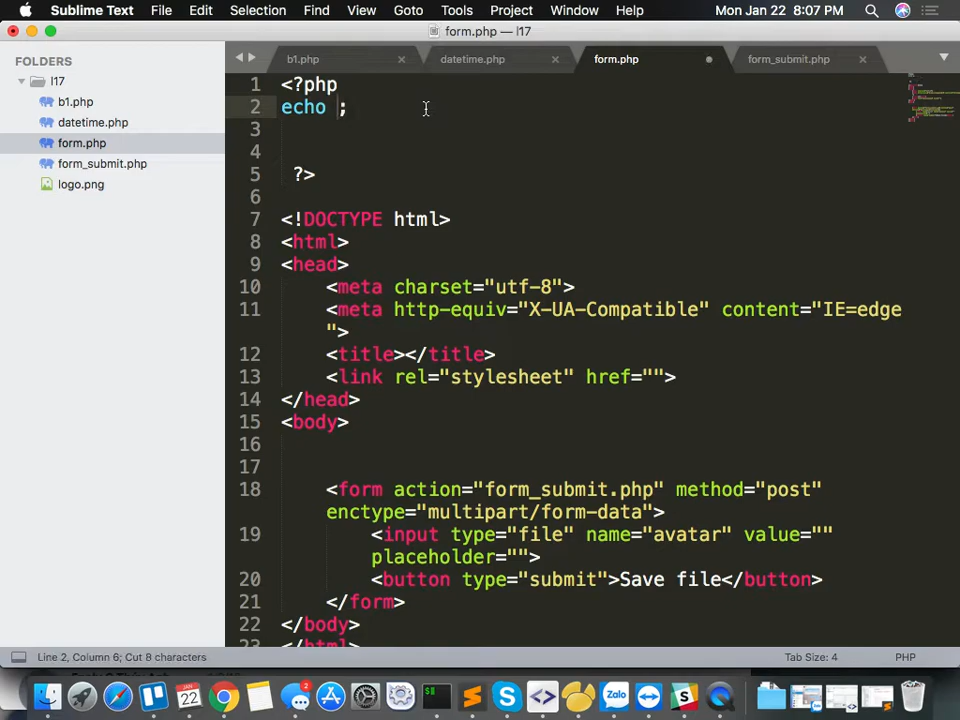 Sublime Text File Edit Selection Find View Goto Tools Project Window Help Mon Jan 22 8:07 PM
form.php — l17
FOLDERS
l17
b1.php
datetime.php
form.php
form_submit.php
logo.png
b1.php datetime.php form.php form_submit.php
1 <?php
2 echo ;
3
4
5 ?>
6
7 <!DOCTYPE html>
8 <html>
9 <head>
10 <meta charset="utf-8">
11 <meta http-equiv="X-UA-Compatible" content="IE=edge
">
12 <title></title>
13 <link rel="stylesheet" href="">
14 </head>
15 <body>
16
17
18 <form action="form_submit.php" method="post"
enctype="multipart/form-data">
19 <input type="file" name="avatar" value=""
placeholder="">
20 <button type="submit">Save file</button>
21 </form>
22 </body>
23 </html>
Line 2, Column 6; Cut 8 characters Tab Size: 4 PHP
22
2
Zalo